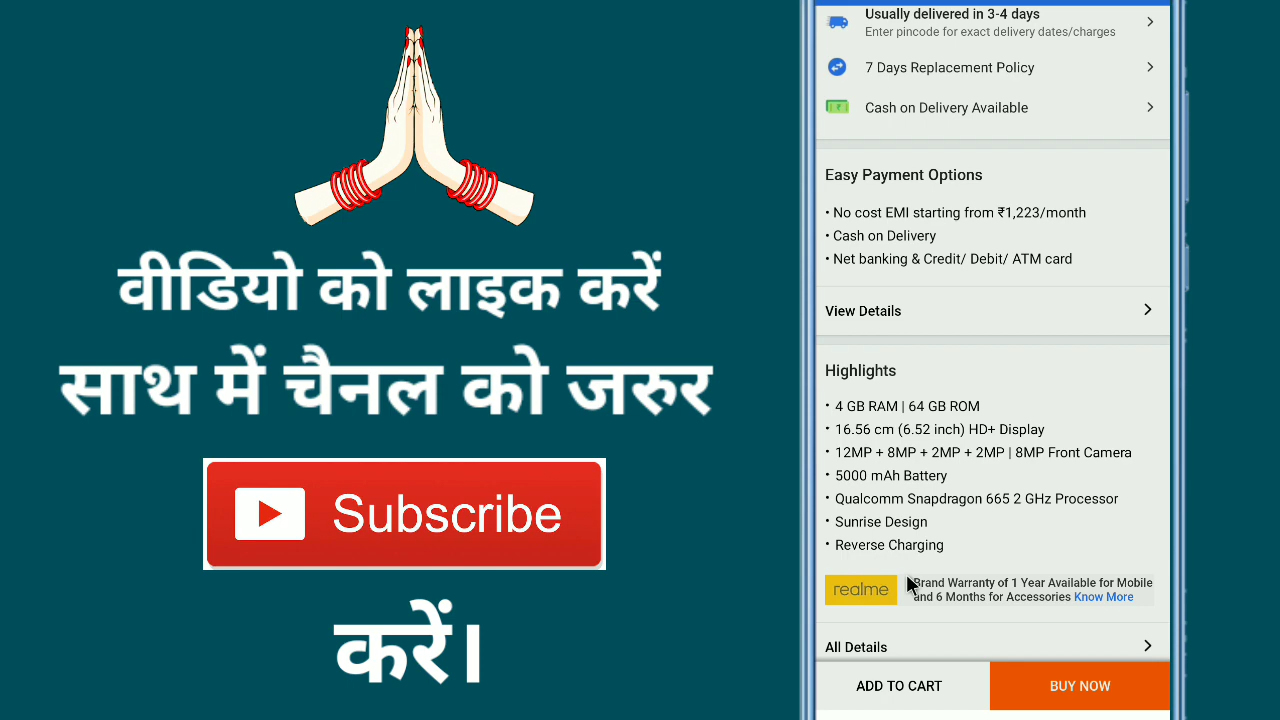 वीडियो को लाइक करें
साथ में चैनल को जरुर
Subscribe
करें।
Usually delivered in 3-4 days
Enter pincode for exact delivery dates/charges
7 Days Replacement Policy
Cash on Delivery Available
Easy Payment Options
• No cost EMI starting from ₹1,223/month
• Cash on Delivery
• Net banking & Credit/ Debit/ ATM card
View Details
Highlights
• 4 GB RAM | 64 GB ROM
• 16.56 cm (6.52 inch) HD+ Display
• 12MP + 8MP + 2MP + 2MP | 8MP Front Camera
• 5000 mAh Battery
• Qualcomm Snapdragon 665 2 GHz Processor
• Sunrise Design
• Reverse Charging
realme
Brand Warranty of 1 Year Available for Mobile
and 6 Months for Accessories Know More
All Details
ADD TO CART
BUY NOW